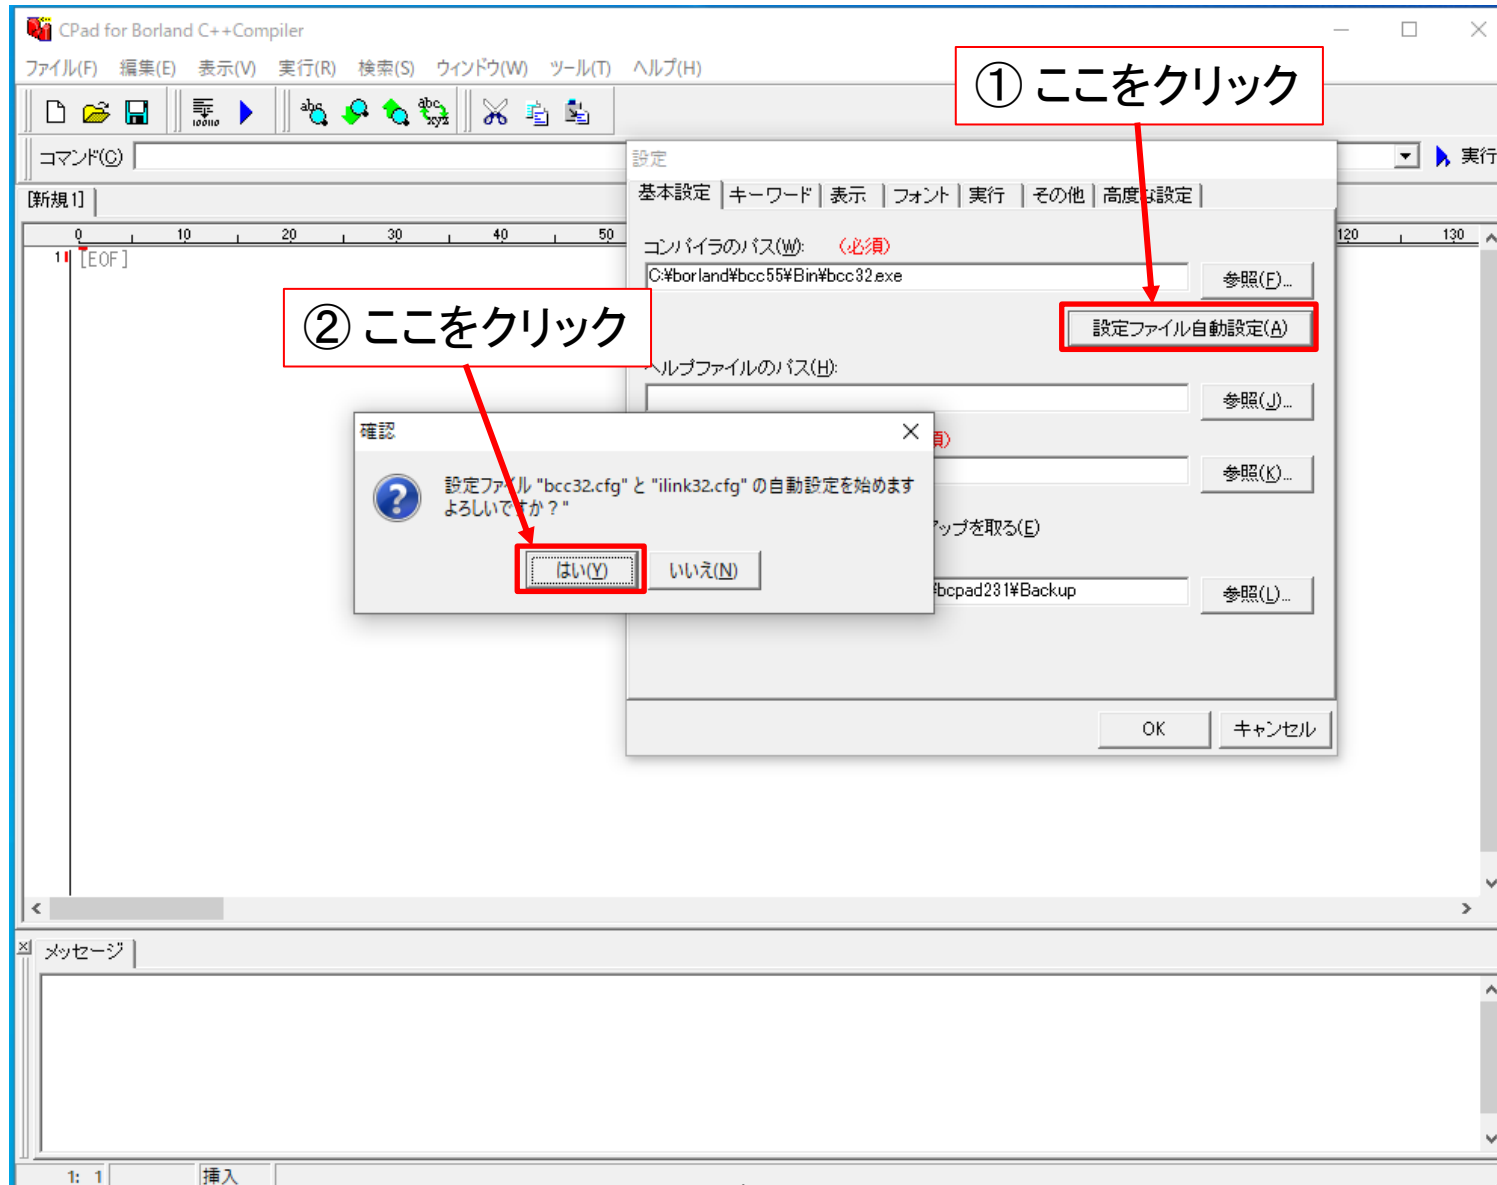 CPad for Borland C++Compiler
ファイル(F) 編集(E) 表示(V) 実行(R) 検索(S) ウィンドウ(W) ツール(T) ヘルプ(H)
① ここをクリック
コマンド(C)
実行
[新規1]
0 10 20 30 40 50 120 130
1 [EOF]
設定
基本設定 キーワード 表示 フォント 実行 その他 高度な設定
コンパイラのパス(W): (必須)
C:¥borland¥bcc55¥Bin¥bcc32.exe
参照(F)...
設定ファイル自動設定(A)
② ここをクリック
ヘルプファイルのパス(H):
参照(J)...
須)
参照(K)...
アップを取る(E)
¥bcpad231¥Backup
参照(L)...
OK キャンセル
確認
設定ファイル "bcc32.cfg" と "ilink32.cfg" の自動設定を始めます
よろしいですか？"
はい(Y) いいえ(N)
メッセージ
1: 1 挿入